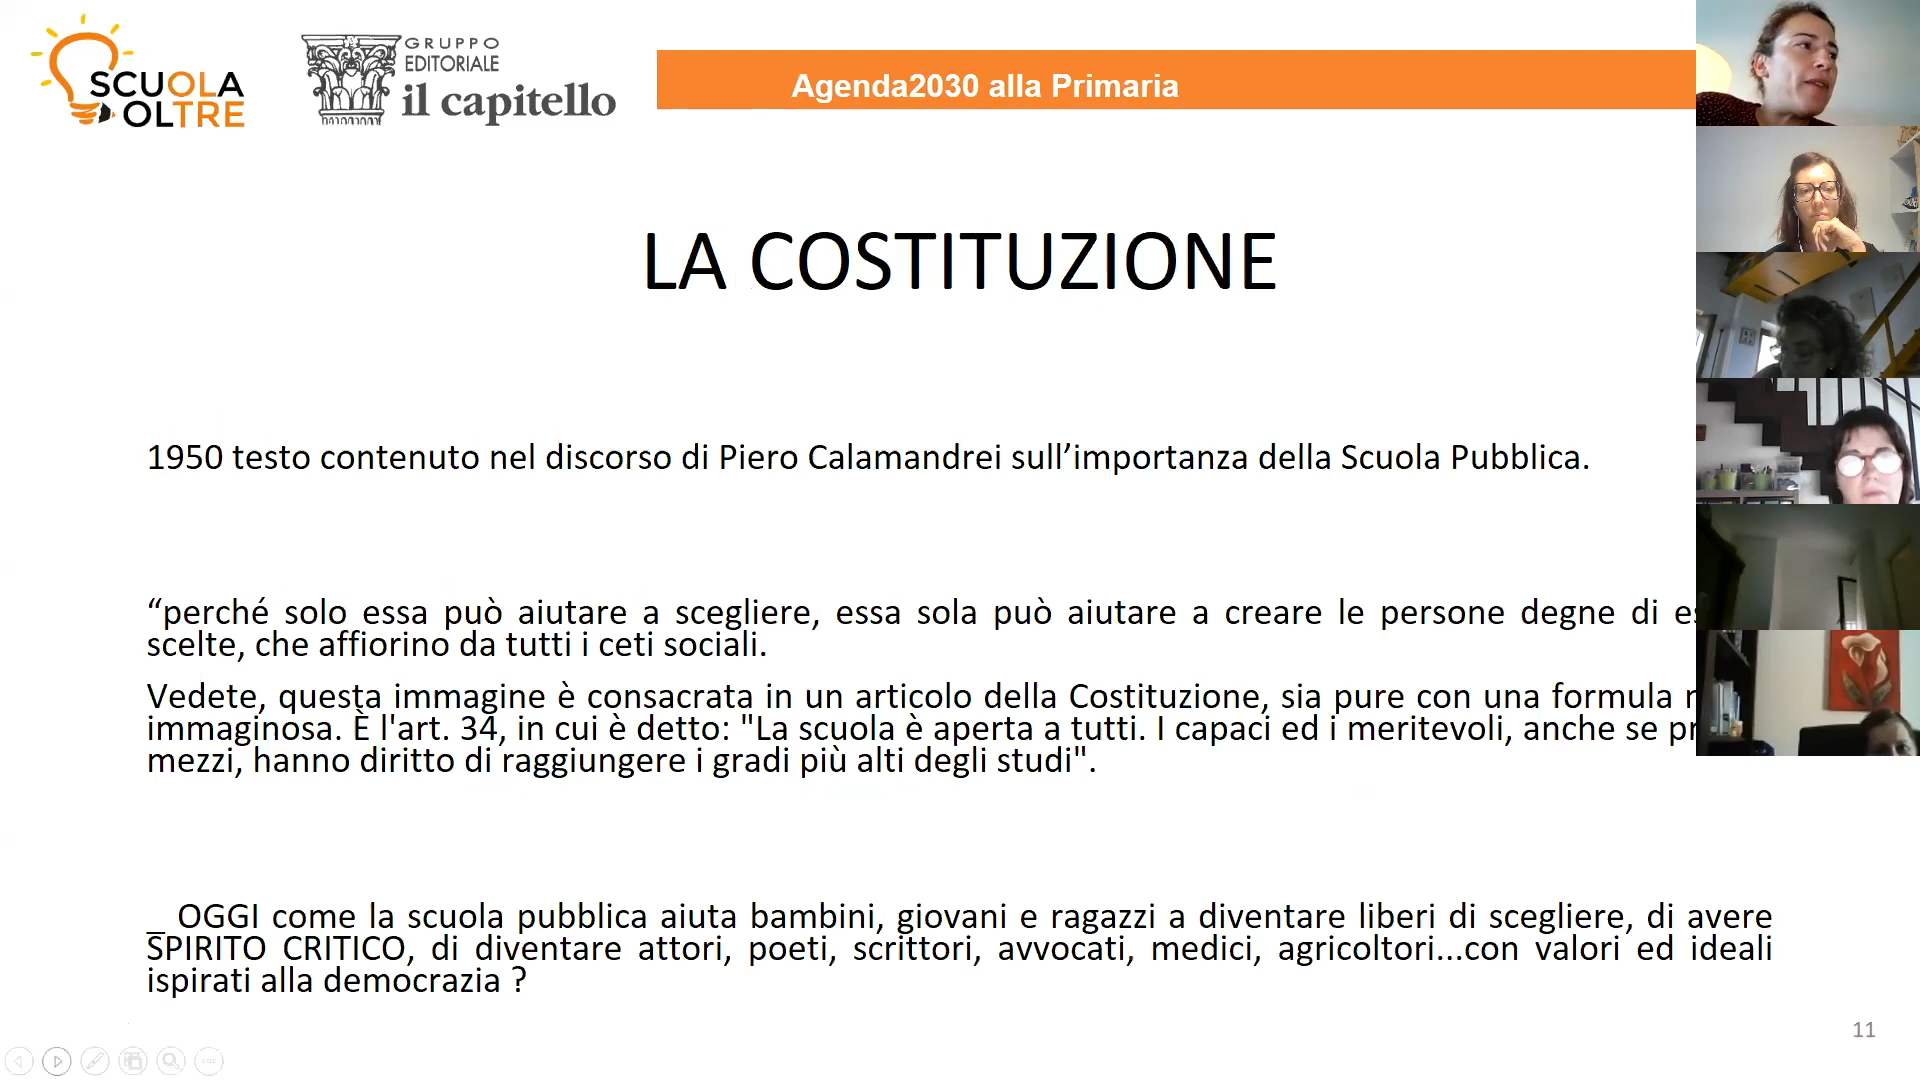 SCUOLA
OLTRE
GRUPPO
EDITORIALE
il capitello
Agenda2030 alla Primaria
LA COSTITUZIONE
1950 testo contenuto nel discorso di Piero Calamandrei sull’importanza della Scuola Pubblica.
“perché solo essa può aiutare a scegliere, essa sola può aiutare a creare le persone degne di
scelte, che affiorino da tutti i ceti sociali.
Vedete, questa immagine è consacrata in un articolo della Costituzione, sia pure con una formula
immaginosa. È l'art. 34, in cui è detto: "La scuola è aperta a tutti. I capaci ed i meritevoli, anche se
mezzi, hanno diritto di raggiungere i gradi più alti degli studi".
_ OGGI come la scuola pubblica aiuta bambini, giovani e ragazzi a diventare liberi di scegliere, di avere
SPIRITO CRITICO, di diventare attori, poeti, scrittori, avvocati, medici, agricoltori...con valori ed ideali
ispirati alla democrazia ?
11